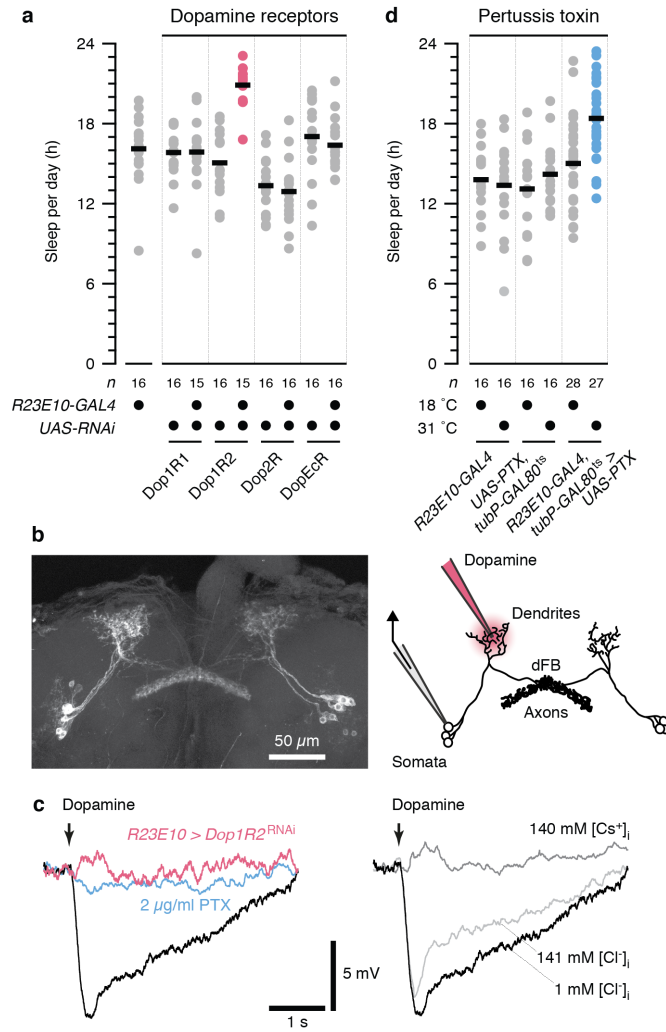 a
Dopamine receptors
Sleep per day (h)
24
18
12
6
0
n 16 16 15 16 15 16 16 16 16
R23E10-GAL4
UAS-RNAi
Dop1R1
Dop1R2
Dop2R
DopEcR
d
Pertussis toxin
Sleep per day (h)
24
18
12
6
0
n 16 16 16 16 28 27
18 °C
31 °C
R23E10-GAL4
UAS-PTX,
tubP-GAL80ts
R23E10-GAL4,
tubP-GAL80ts >
UAS-PTX
b
50 µm
Dopamine
Dendrites
dFB
Axons
Somata
c
Dopamine
R23E10 > Dop1R2RNAi
2 µg/ml PTX
5 mV
1 s
Dopamine
140 mM [Cs+]i
141 mM [Cl-]i
1 mM [Cl-]i